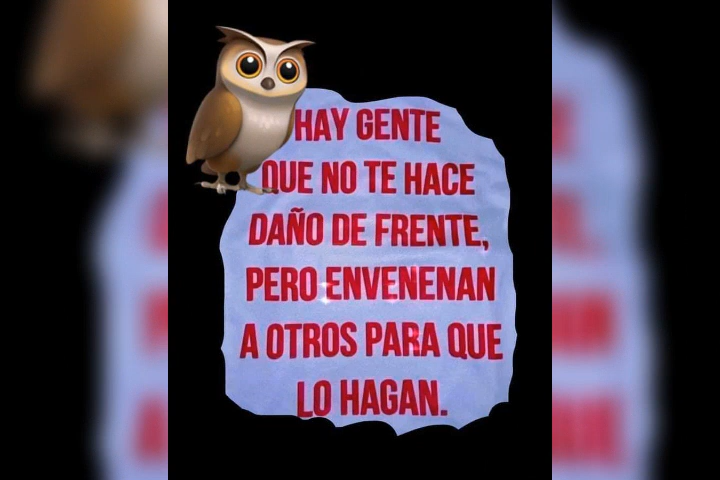 HAY GENTE
QUE NO TE HACE
DAÑO DE FRENTE,
PERO ENVENENAN
A OTROS PARA QUE
LO HAGAN.